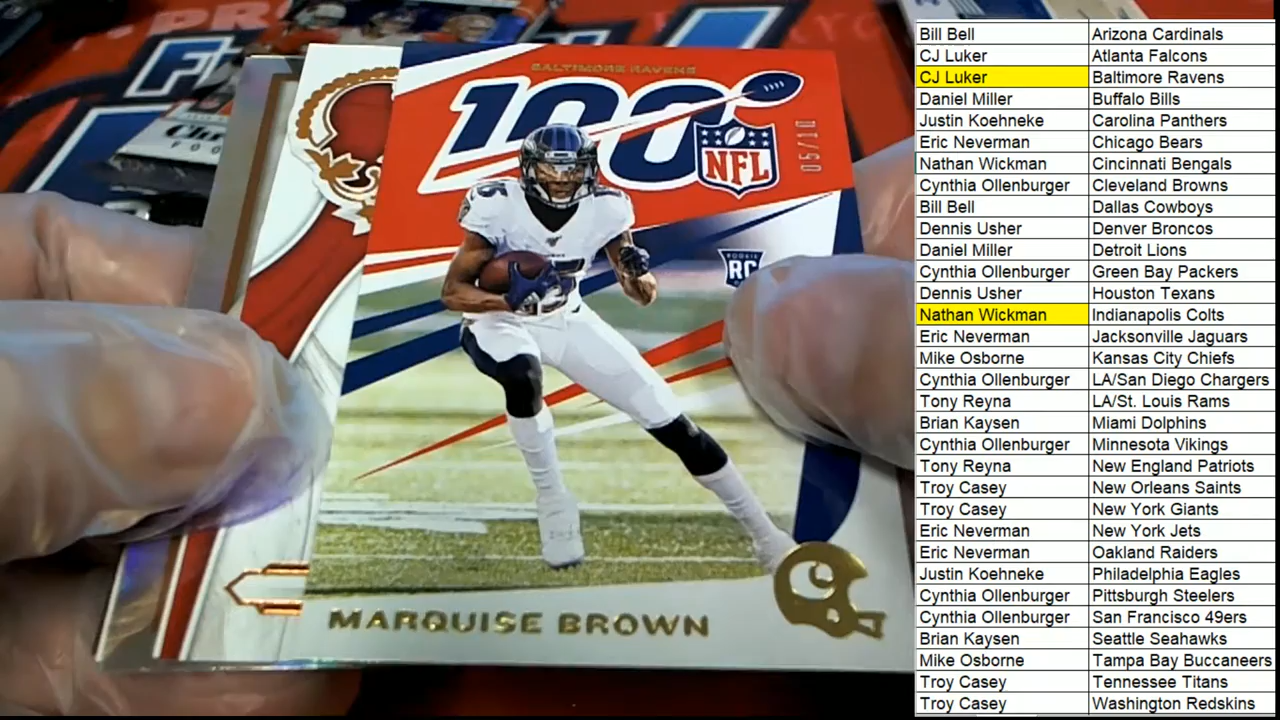 BALTIMORE RAVENS
100
NFL
05/10
ROOKIE
RC
15
MARQUISE BROWN
Bill Bell Arizona Cardinals
CJ Luker Atlanta Falcons
CJ Luker Baltimore Ravens
Daniel Miller Buffalo Bills
Justin Koehneke Carolina Panthers
Eric Neverman Chicago Bears
Nathan Wickman Cincinnati Bengals
Cynthia Ollenburger Cleveland Browns
Bill Bell Dallas Cowboys
Dennis Usher Denver Broncos
Daniel Miller Detroit Lions
Cynthia Ollenburger Green Bay Packers
Dennis Usher Houston Texans
Nathan Wickman Indianapolis Colts
Eric Neverman Jacksonville Jaguars
Mike Osborne Kansas City Chiefs
Cynthia Ollenburger LA/San Diego Chargers
Tony Reyna LA/St. Louis Rams
Brian Kaysen Miami Dolphins
Cynthia Ollenburger Minnesota Vikings
Tony Reyna New England Patriots
Troy Casey New Orleans Saints
Troy Casey New York Giants
Eric Neverman New York Jets
Eric Neverman Oakland Raiders
Justin Koehneke Philadelphia Eagles
Cynthia Ollenburger Pittsburgh Steelers
Cynthia Ollenburger San Francisco 49ers
Brian Kaysen Seattle Seahawks
Mike Osborne Tampa Bay Buccaneers
Troy Casey Tennessee Titans
Troy Casey Washington Redskins